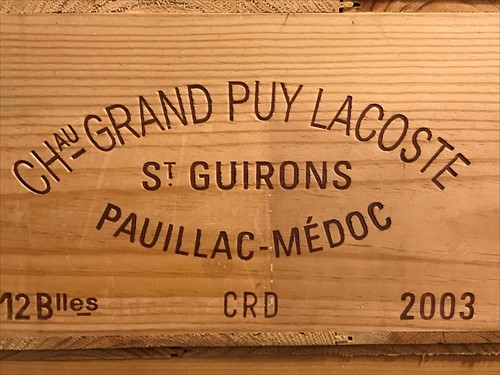 CHAU- GRAND PUY LACOSTE
ST GUIRONS
PAUILLAC-MÉDOC
12 Blles CRD 2003